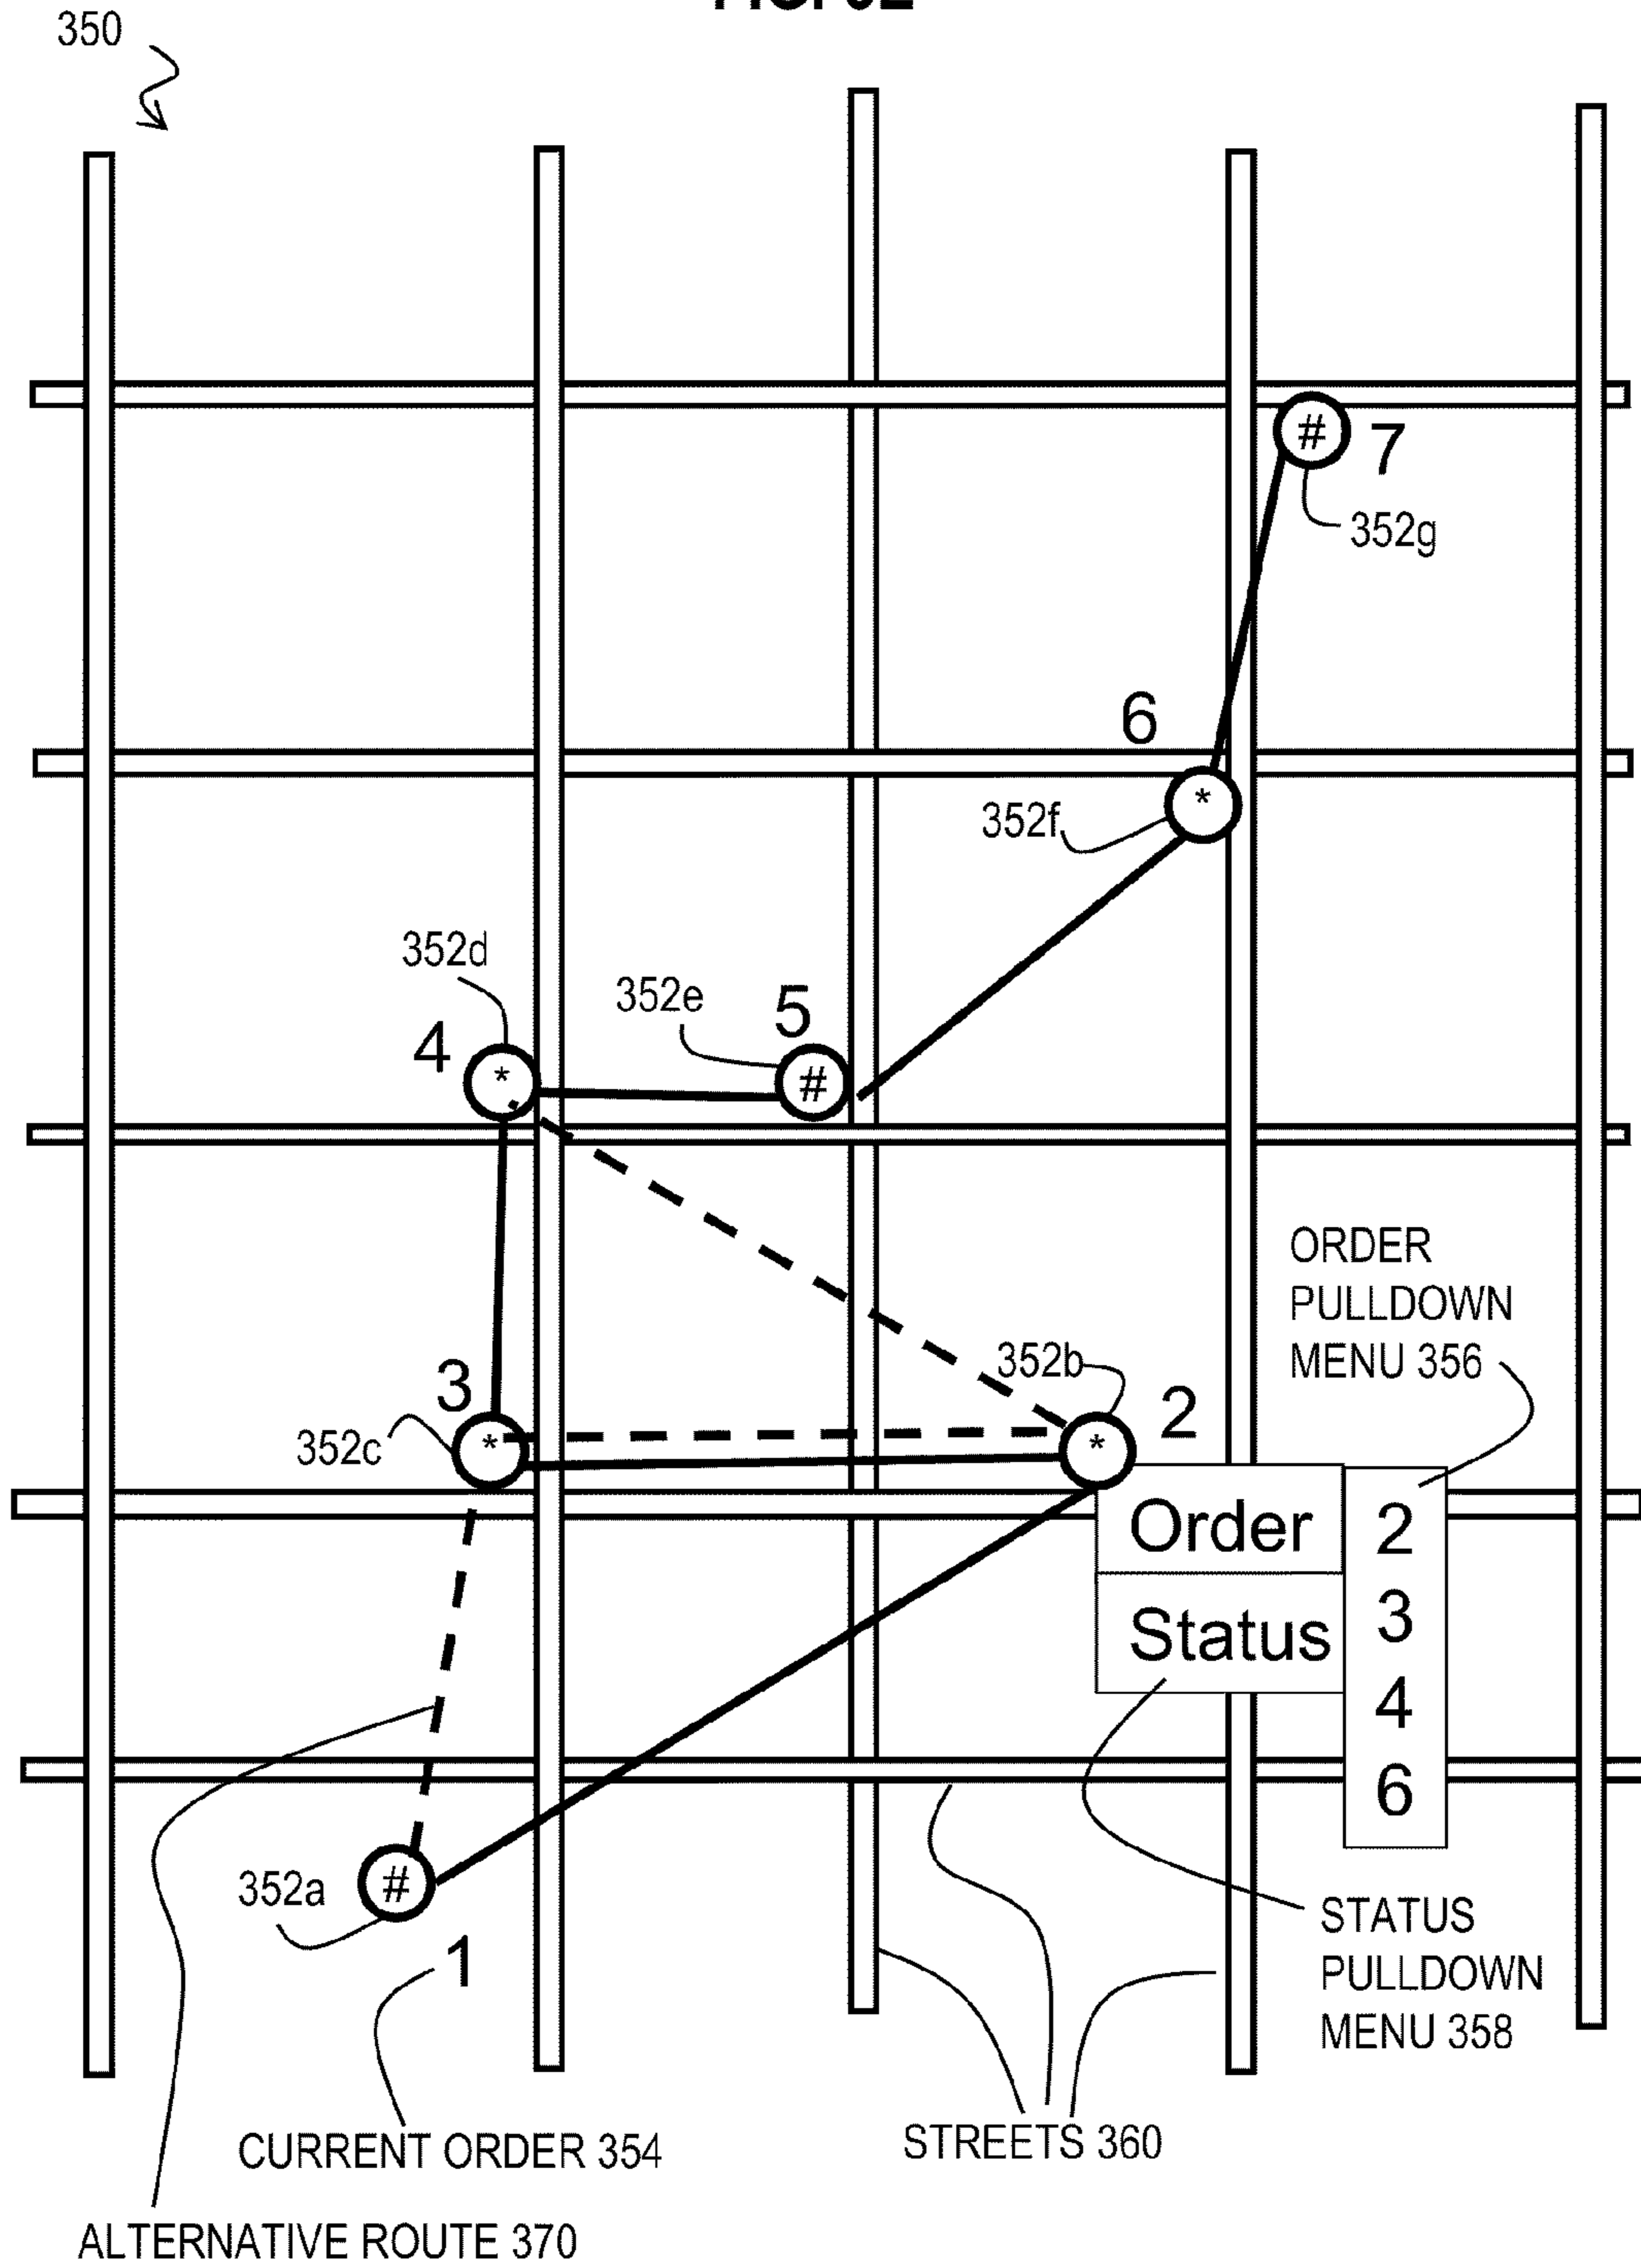 350
#
7
352g
6
*
352f
352d
352e
5
4
*
#
ORDER
PULLDOWN
MENU 356
352b
3
2
352c
*
*
Order
2
Status
3
4
6
352a
#
1
STATUS
PULLDOWN
MENU 358
CURRENT ORDER 354
STREETS 360
ALTERNATIVE ROUTE 370